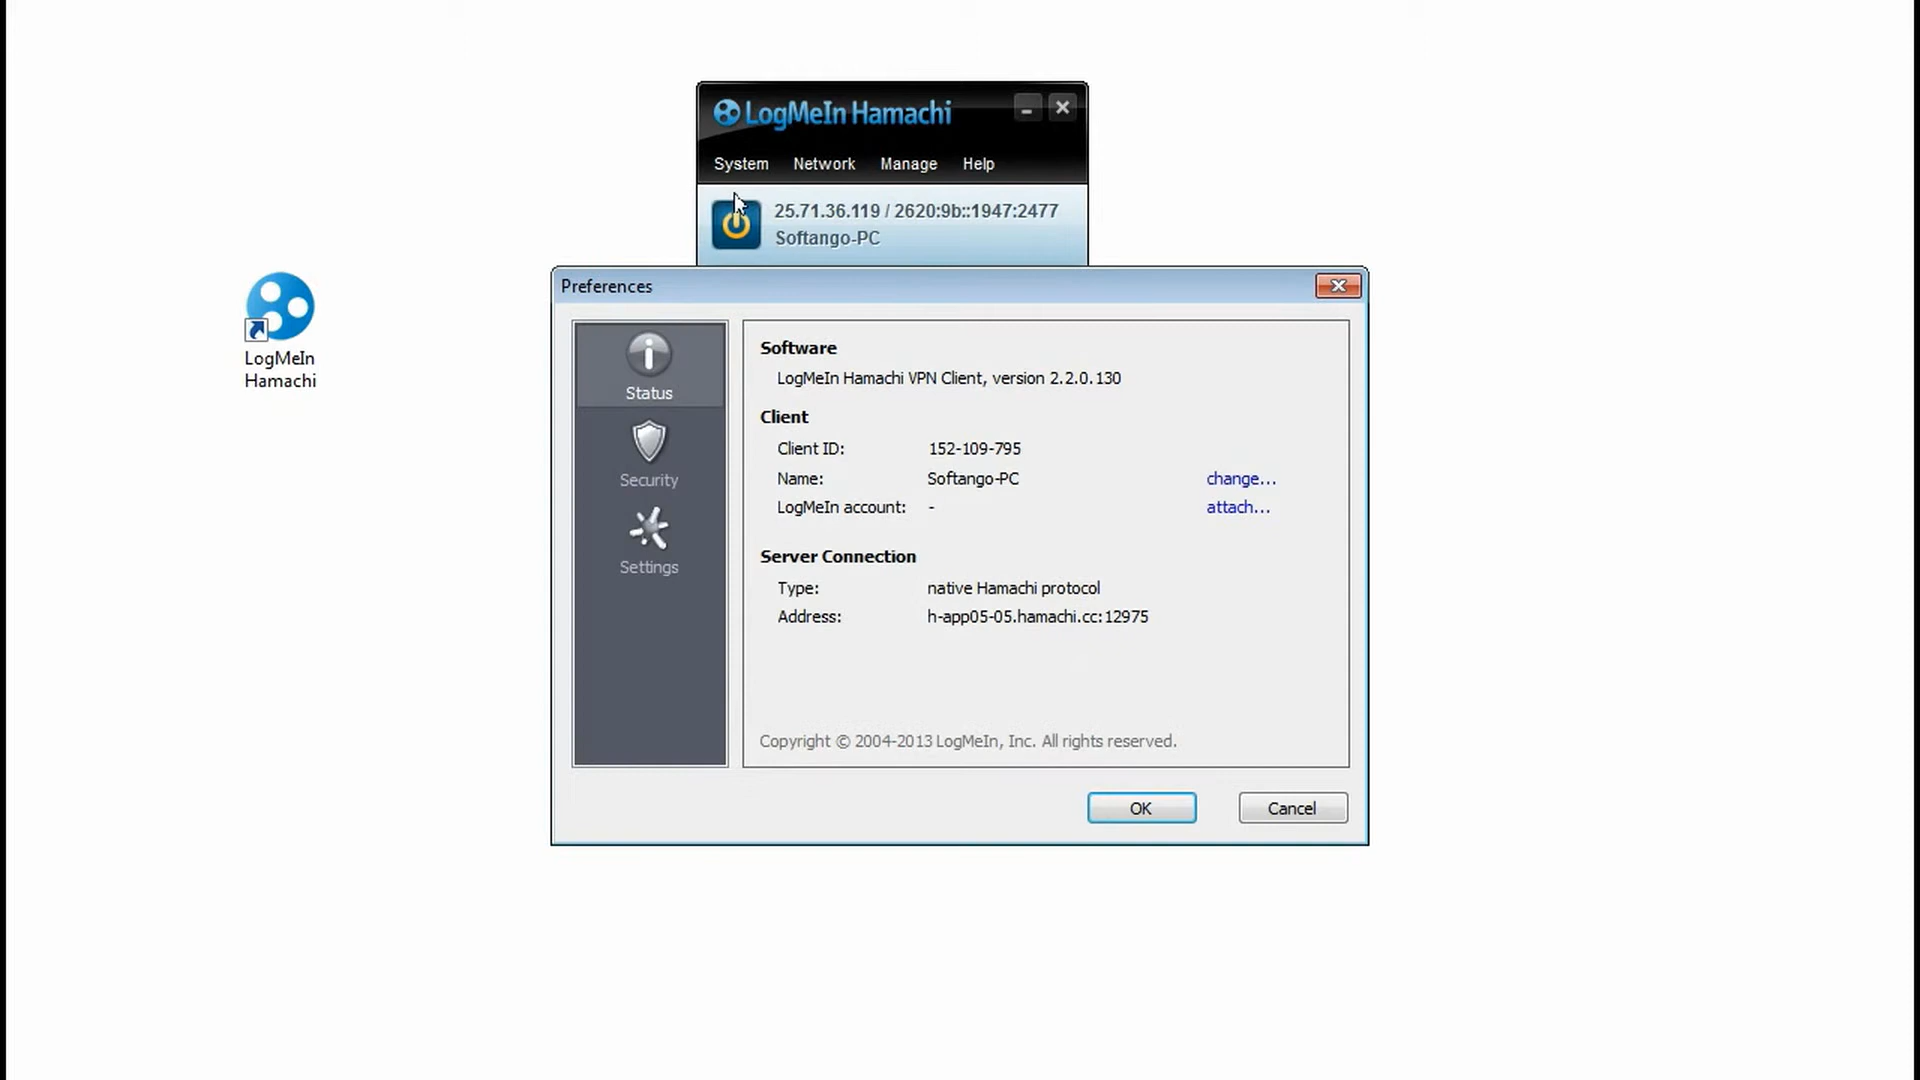 LogMeIn Hamachi
System Network Manage Help
25.71.36.119 / 2620:9b::1947:2477
Softango-PC
LogMeIn
Hamachi
Preferences
Status
Security
Settings
Software
LogMeIn Hamachi VPN Client, version 2.2.0.130
Client
Client ID: 152-109-795
Name: Softango-PC change...
LogMeIn account: - attach...
Server Connection
Type: native Hamachi protocol
Address: h-app05-05.hamachi.cc:12975
Copyright © 2004-2013 LogMeIn, Inc. All rights reserved.
OK Cancel